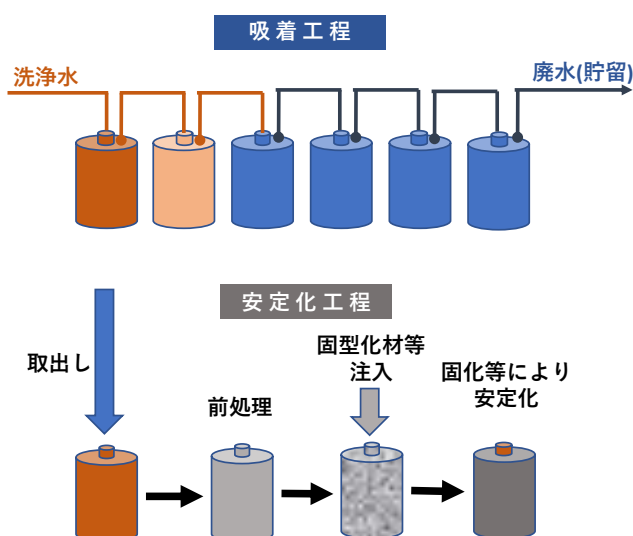 吸着工程
洗浄水
廃水(貯留)
安定化工程
取出し
前処理
固型化材等
注入
固化等により
安定化